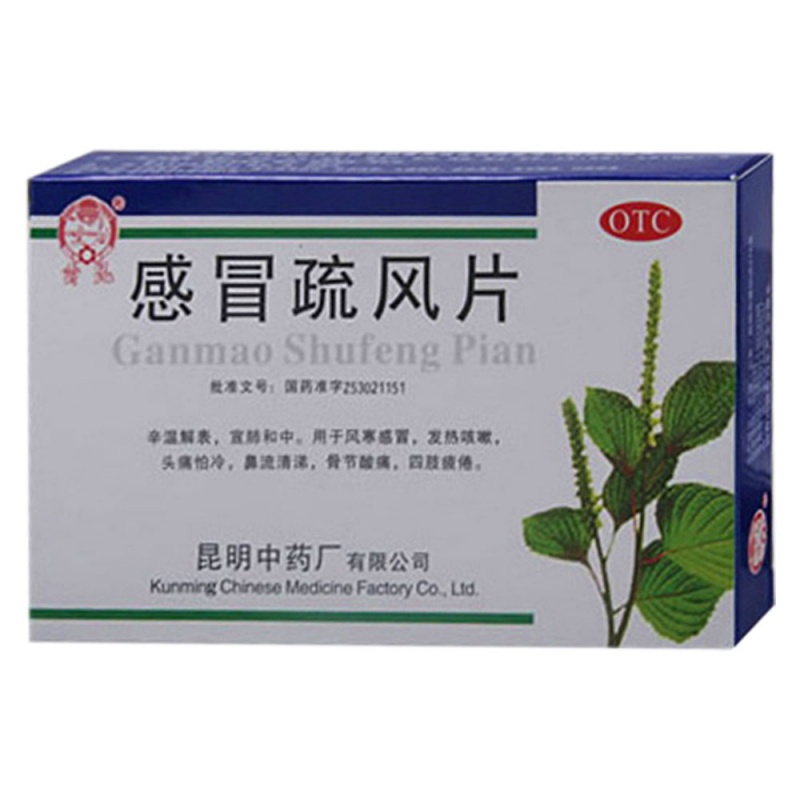 OTC
感冒疏风片
Ganmao Shufeng Pian
批准文号：国药准字Z53021151
辛温解表，宣肺和中。用于风寒感冒，发热咳嗽，
头痛怕冷，鼻流清涕，骨节酸痛，四肢疲倦。
昆明中药厂有限公司
Kunming Chinese Medicine Factory Co., Ltd.